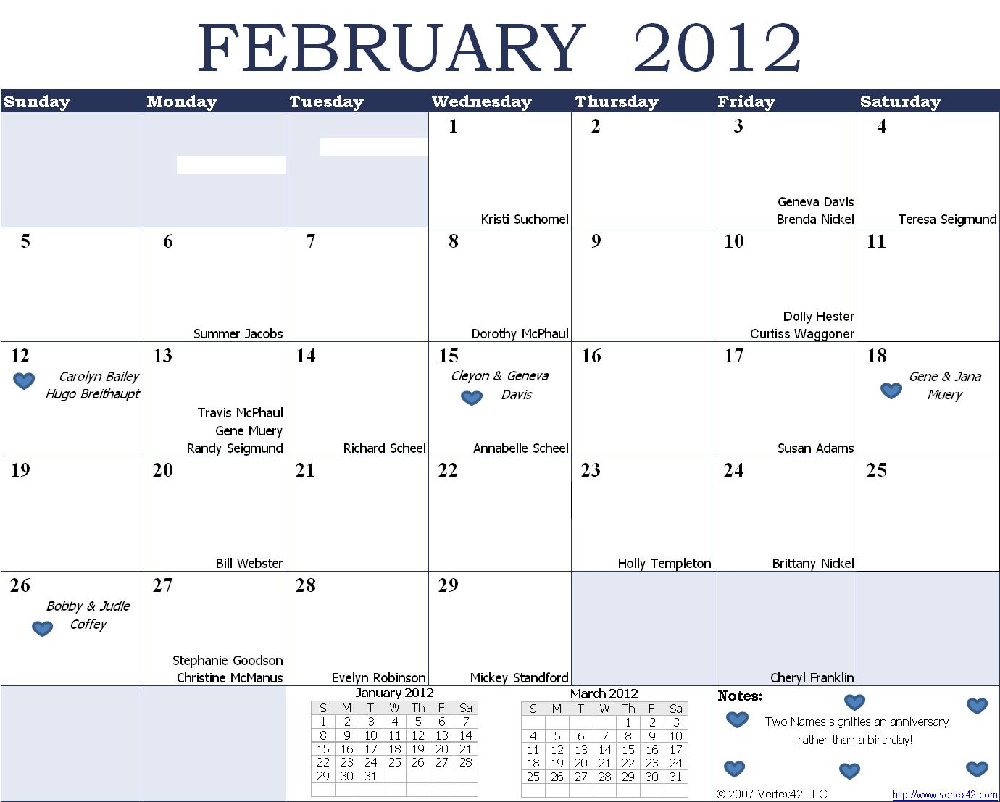 FEBRUARY 2012
Sunday Monday Tuesday Wednesday Thursday Friday Saturday
1 2 3 4
Geneva Davis
Kristi Suchomel Brenda Nickel Teresa Seigmund
5 6 7 8 9 10 11
Dolly Hester
Summer Jacobs Dorothy McPhaul Curtiss Waggoner
12 13 14 15 16 17 18
Carolyn Bailey Cleyon & Geneva Gene & Jana
Hugo Breithaupt Davis Muery
Travis McPhaul
Gene Muery
Randy Seigmund Richard Scheel Annabelle Scheel Susan Adams
19 20 21 22 23 24 25
Bill Webster Holly Templeton Brittany Nickel
26 27 28 29
Bobby & Judie
Coffey
Stephanie Goodson
Christine McManus Evelyn Robinson Mickey Standford Cheryl Franklin
January 2012
S M T W Th F Sa
1 2 3 4 5 6 7
8 9 10 11 12 13 14
15 16 17 18 19 20 21
22 23 24 25 26 27 28
29 30 31
March 2012
S M T W Th F Sa
1 2 3
4 5 6 7 8 9 10
11 12 13 14 15 16 17
18 19 20 21 22 23 24
25 26 27 28 29 30 31
Notes:
Two Names signifies an anniversary
rather than a birthday!!
© 2007 Vertex42 LLC http://www.vertex42.com